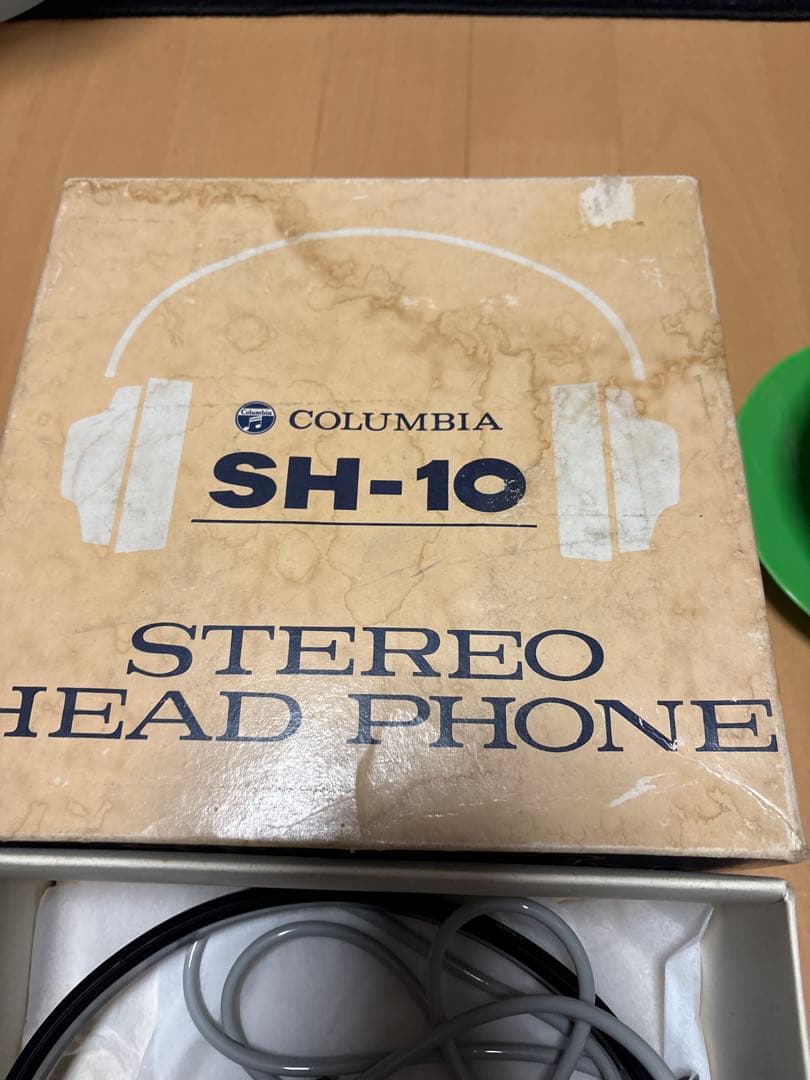 Columbia
COLUMBIA
SH-10
STEREO
HEAD PHONE